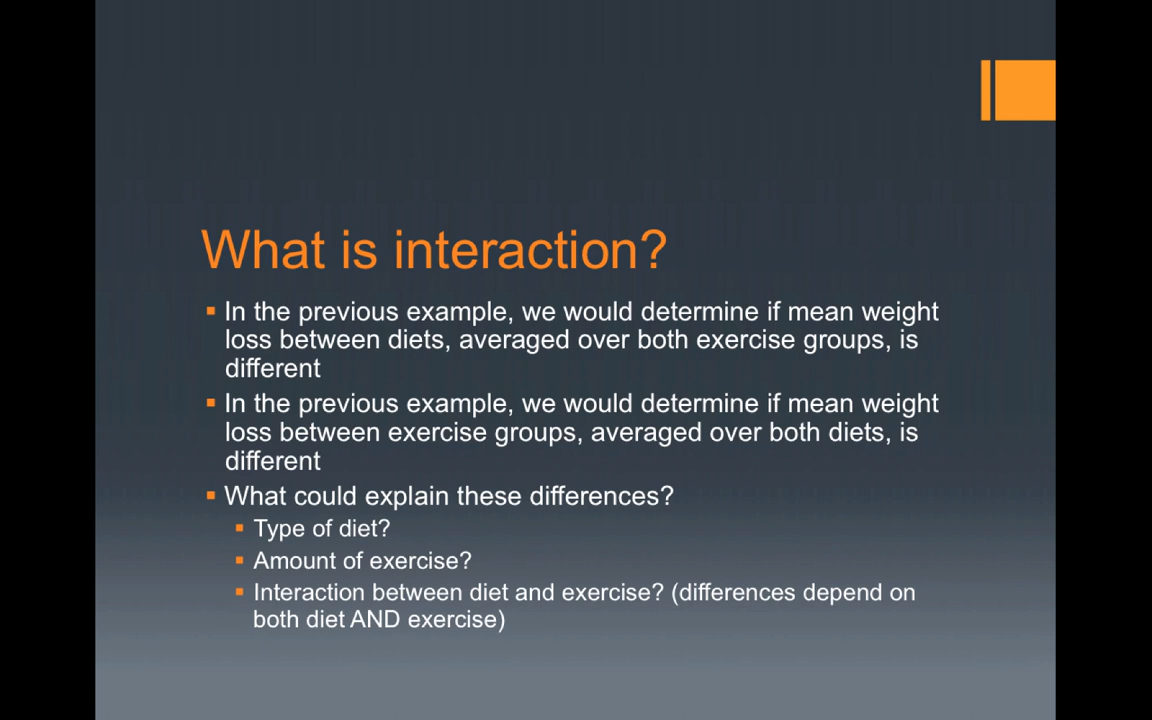 What is interaction?
In the previous example, we would determine if mean weight
loss between diets, averaged over both exercise groups, is
different
In the previous example, we would determine if mean weight
loss between exercise groups, averaged over both diets, is
different
What could explain these differences?
Type of diet?
Amount of exercise?
Interaction between diet and exercise? (differences depend on
both diet AND exercise)